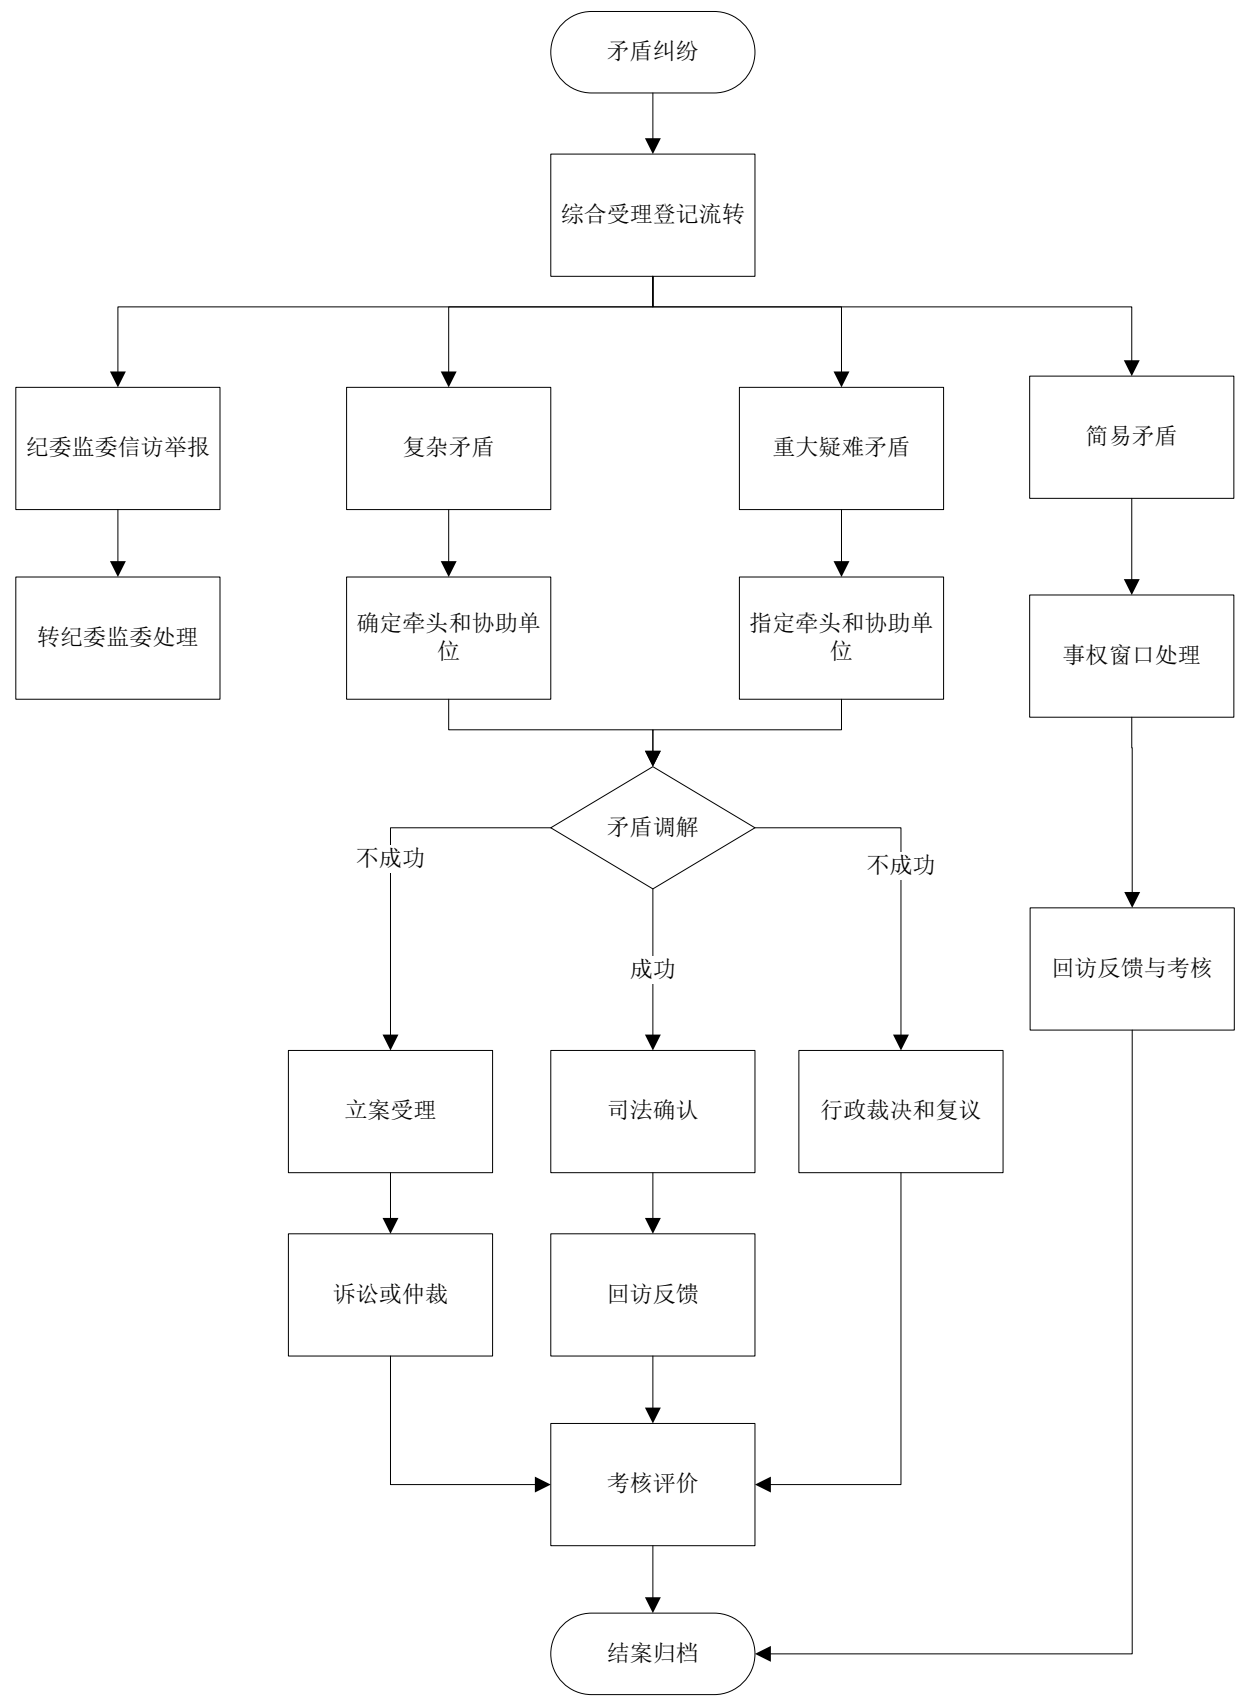 矛盾纠纷
综合受理登记流转
纪委监委信访举报
复杂矛盾
重大疑难矛盾
简易矛盾
转纪委监委处理
确定牵头和协助单
位
指定牵头和协助单
位
事权窗口处理
矛盾调解
不成功
不成功
成功
回访反馈与考核
立案受理
司法确认
行政裁决和复议
诉讼或仲裁
回访反馈
考核评价
结案归档